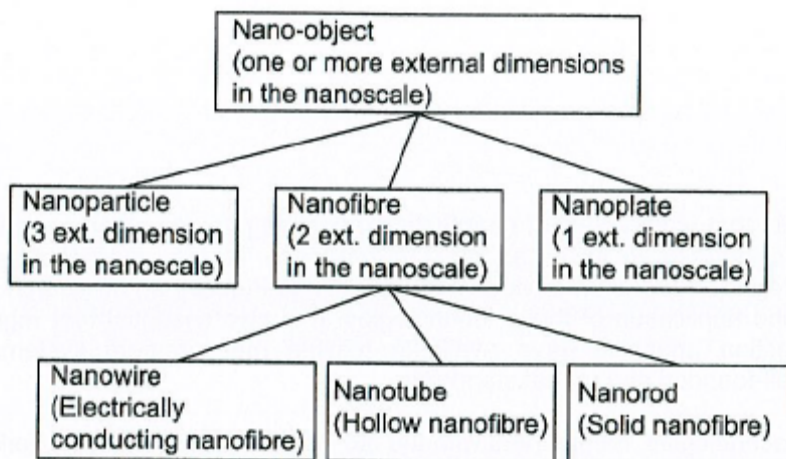 Nano-object
(one or more external dimensions
in the nanoscale)
Nanoparticle
(3 ext. dimension
in the nanoscale)
Nanofibre
(2 ext. dimension
in the nanoscale)
Nanoplate
(1 ext. dimension
in the nanoscale)
Nanowire
(Electrically
conducting nanofibre)
Nanotube
(Hollow nanofibre)
Nanorod
(Solid nanofibre)